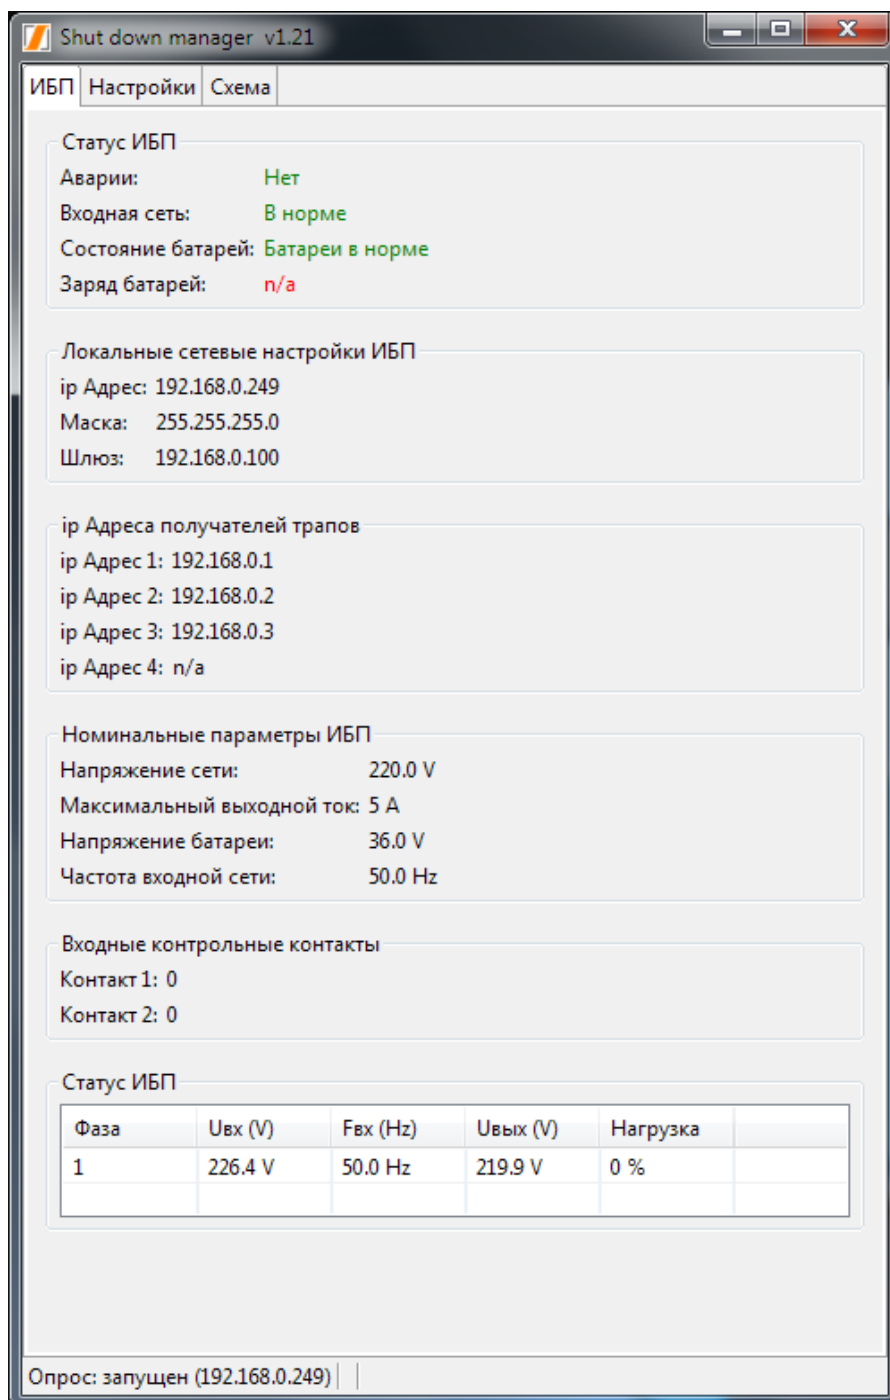 Shut down manager v1.21
ИБП Настройки Схема
Статус ИБП
Аварии: Нет
Входная сеть: В норме
Состояние батарей: Батареи в норме
Заряд батарей: n/a
Локальные сетевые настройки ИБП
ip Адрес: 192.168.0.249
Маска: 255.255.255.0
Шлюз: 192.168.0.100
ip Адреса получателей трапов
ip Адрес 1: 192.168.0.1
ip Адрес 2: 192.168.0.2
ip Адрес 3: 192.168.0.3
ip Адрес 4: n/a
Номинальные параметры ИБП
Напряжение сети: 220.0 V
Максимальный выходной ток: 5 A
Напряжение батареи: 36.0 V
Частота входной сети: 50.0 Hz
Входные контрольные контакты
Контакт 1: 0
Контакт 2: 0
Статус ИБП
Фаза Uвх (V) Fвх (Hz) Uвых (V) Нагрузка
1 226.4 V 50.0 Hz 219.9 V 0 %
Опрос: запущен (192.168.0.249)